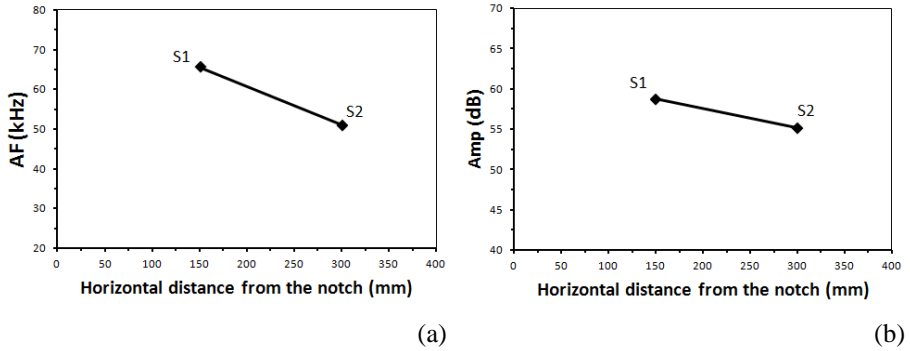 80
70
S1
60
S2
50
40
30
20
AF (kHz)
0 50 100 150 200 250 300 350 400
Horizontal distance from the notch (mm)
(a)
70
65
60
S1
S2
55
50
45
40
Amp (dB)
0 50 100 150 200 250 300 350 400
Horizontal distance from the notch (mm)
(b)